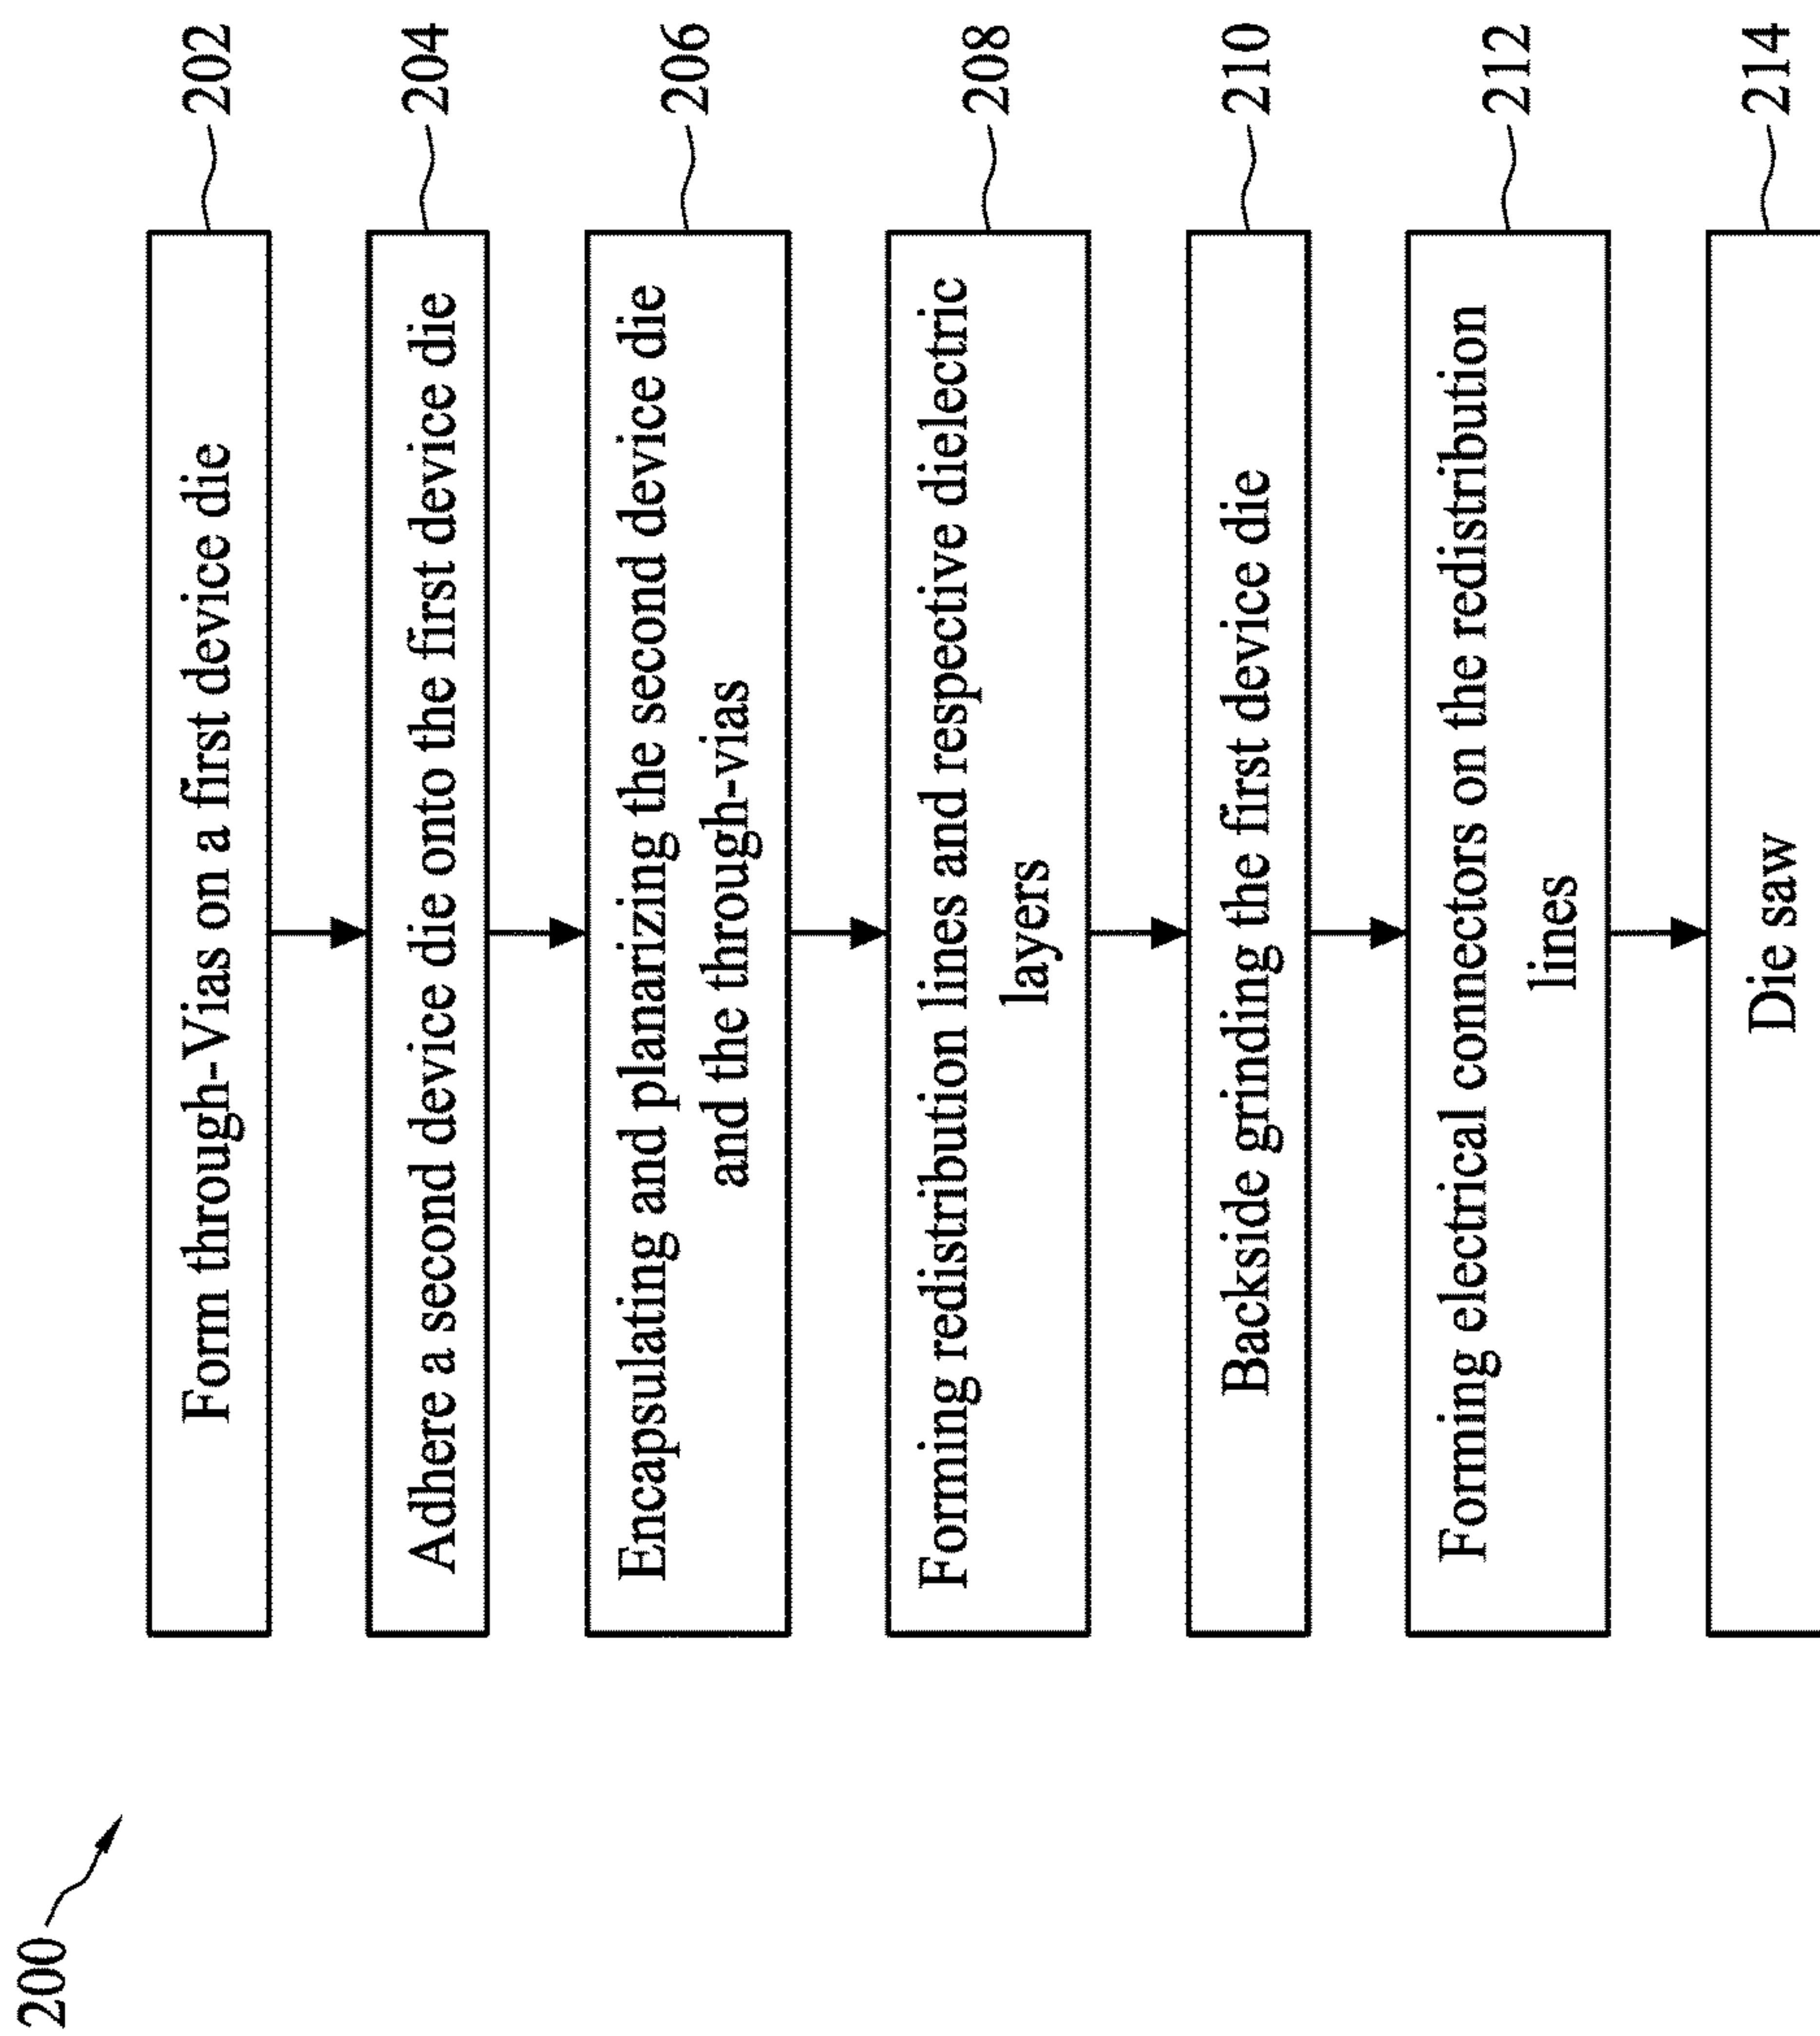 200
Form through-Vias on a first device die
202
Adhere a second device die onto the first device die
204
Encapsulating and planarizing the second device die
and the through-vias
206
Forming redistribution lines and respective dielectric
layers
208
Backside grinding the first device die
210
Forming electrical connectors on the redistribution
lines
212
Die saw
214